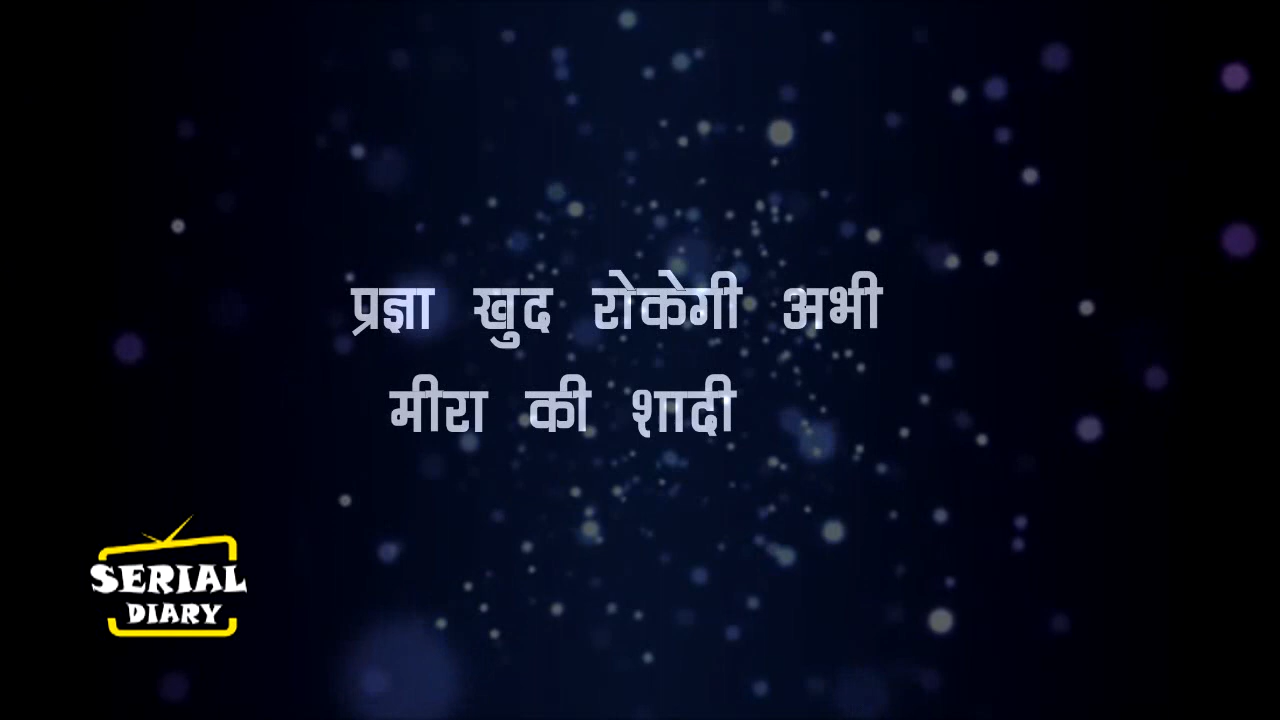 प्रज्ञा खुद रोकेगी अभी
मीरा की शादी
SERIAL
DIARY